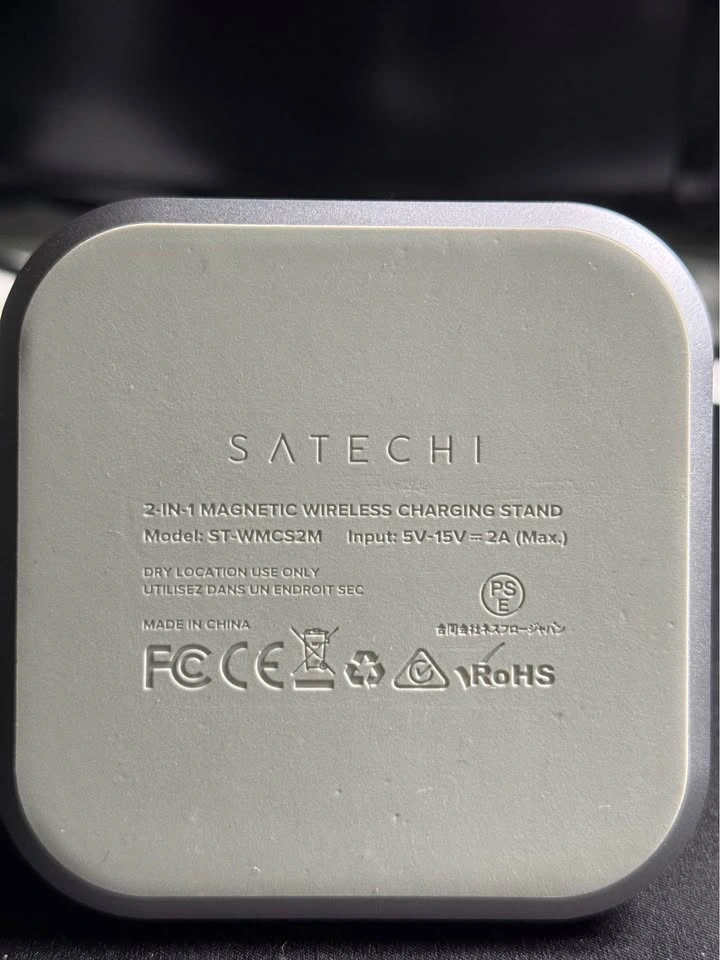 SATECHI
2-IN-1 MAGNETIC WIRELESS CHARGING STAND
Model: ST-WMCS2M Input: 5V-15V⎓2A (Max.)
DRY LOCATION USE ONLY
UTILISEZ DANS UN ENDROIT SEC
PS
E
MADE IN CHINA
合同会社ネスフロージャパン
FC CE RoHS